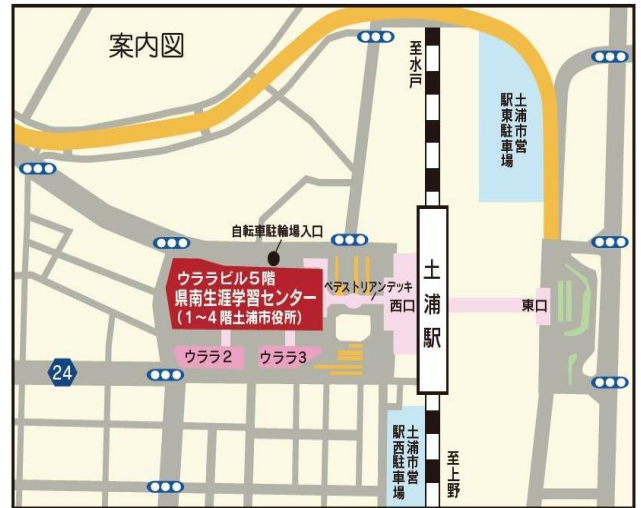 案内図
至水戸
土浦市営
駅東駐車場
自転車駐輪場入口
ウララビル5階
県南生涯学習センター
(1~4階土浦市役所)
ペデストリアンデッキ
西口
土浦駅
東口
ウララ2
ウララ3
24
土浦市営
駅西駐車場
至上野